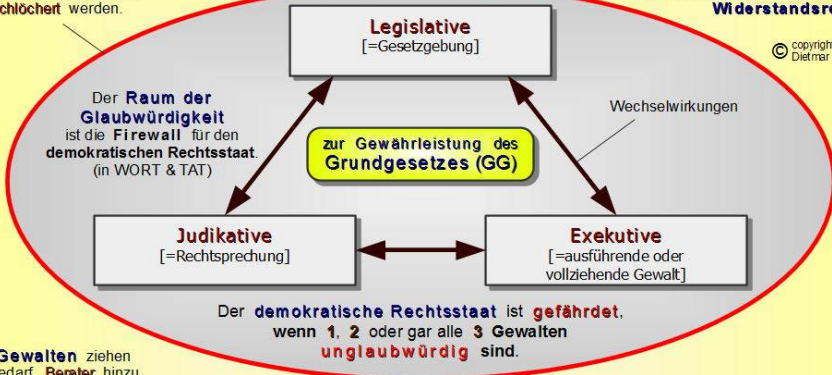 werden.
Widerstandsre
© copyright
Dietmar
Legislative
[=Gesetzgebung]
Der Raum der
Glaubwürdigkeit
ist die Firewall für den
demokratischen Rechtsstaat.
(in WORT & TAT)
Wechselwirkungen
zur Gewährleistung des
Grundgesetzes (GG)
Judikative
[=Rechtsprechung]
Exekutive
[=ausführende oder
vollziehende Gewalt]
Der demokratische Rechtsstaat ist gefährdet,
wenn 1, 2 oder gar alle 3 Gewalten
unglaubwürdig sind.
Gewalten ziehen
edarf Berater hinzu